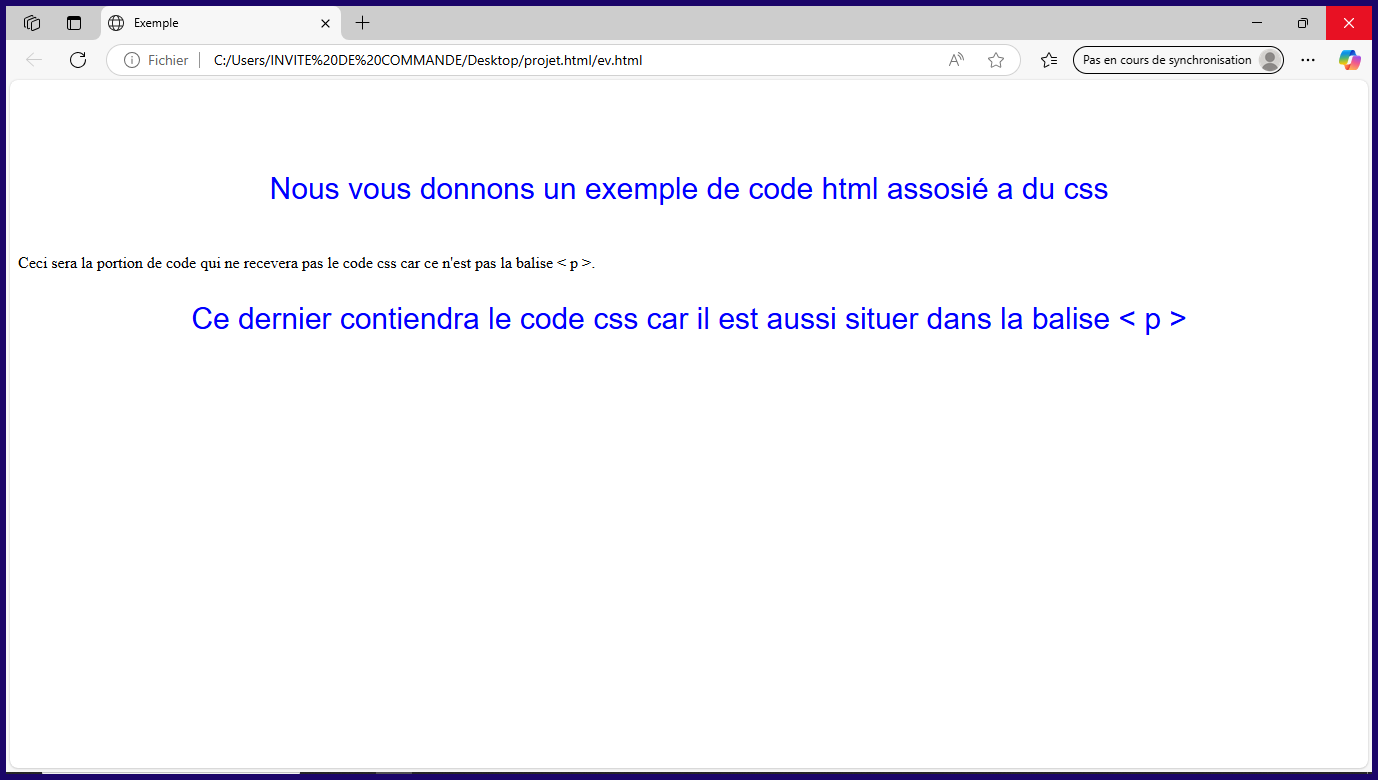 Exemple
Fichier C:/Users/INVITE%20DE%20COMMANDE/Desktop/projet.html/ev.html
Pas en cours de synchronisation
Nous vous donnons un exemple de code html assosié a du css
Ceci sera la portion de code qui ne recevera pas le code css car ce n'est pas la balise < p >.
Ce dernier contiendra le code css car il est aussi situer dans la balise < p >